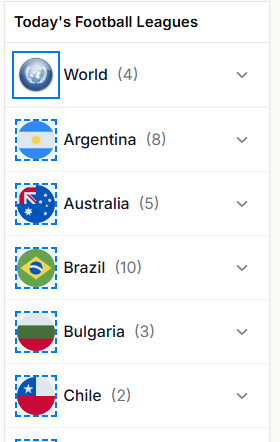 Today's Football Leagues
World (4)
Argentina (8)
Australia (5)
Brazil (10)
Bulgaria (3)
Chile (2)